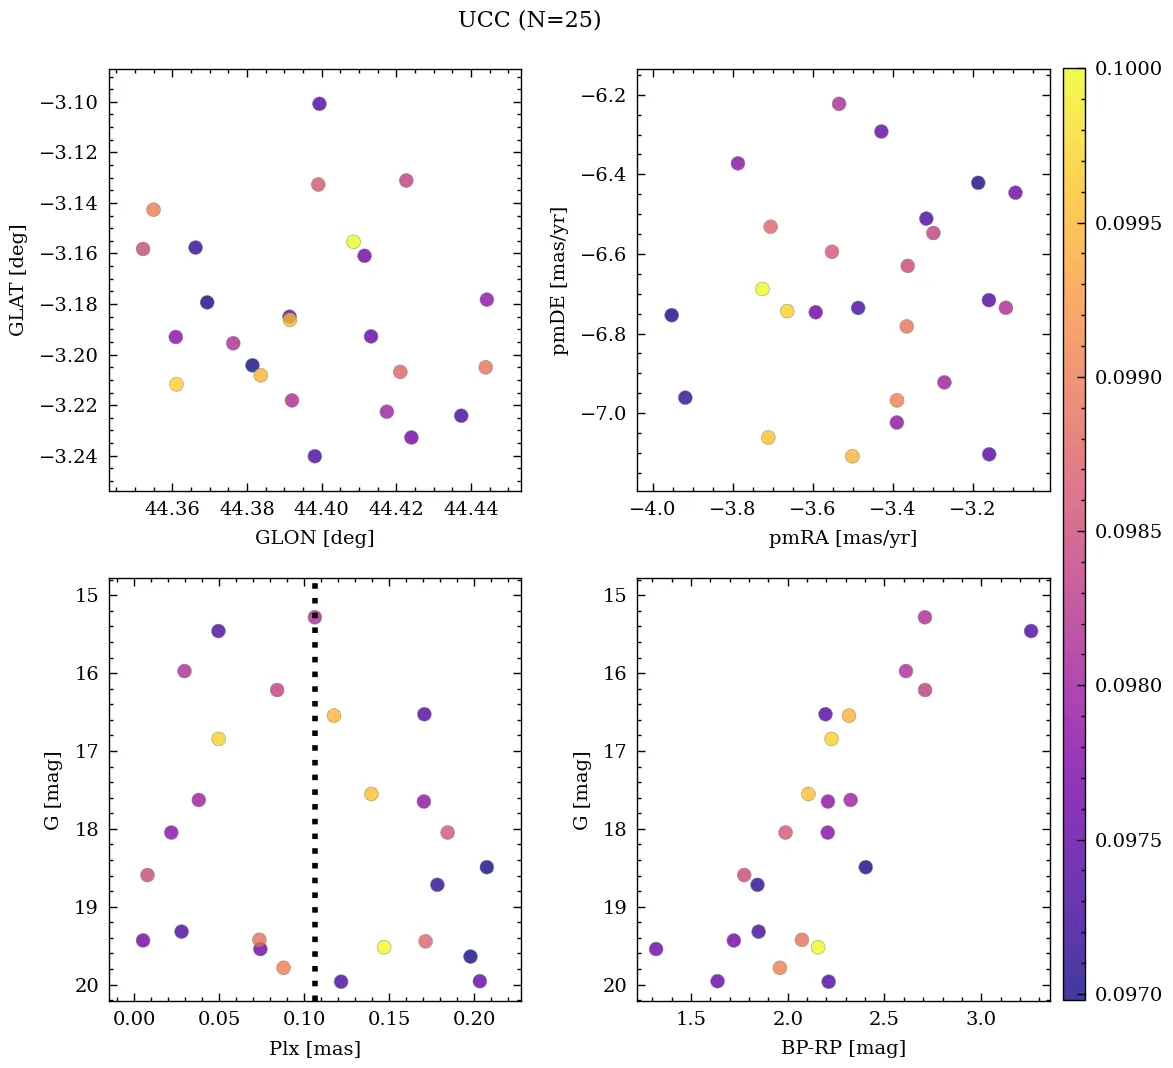 UCC (N=25)
−3.10
−3.12
−3.14
−3.16
−3.18
−3.20
−3.22
−3.24
GLAT [deg]
44.36 44.38 44.40 44.42 44.44
GLON [deg]
−6.2
−6.4
−6.6
−6.8
−7.0
pmDE [mas/yr]
−4.0 −3.8 −3.6 −3.4 −3.2
pmRA [mas/yr]
15
16
17
18
19
20
G [mag]
0.00 0.05 0.10 0.15 0.20
Plx [mas]
15
16
17
18
19
20
G [mag]
1.5 2.0 2.5 3.0
BP-RP [mag]
0.1000
0.0995
0.0990
0.0985
0.0980
0.0975
0.0970